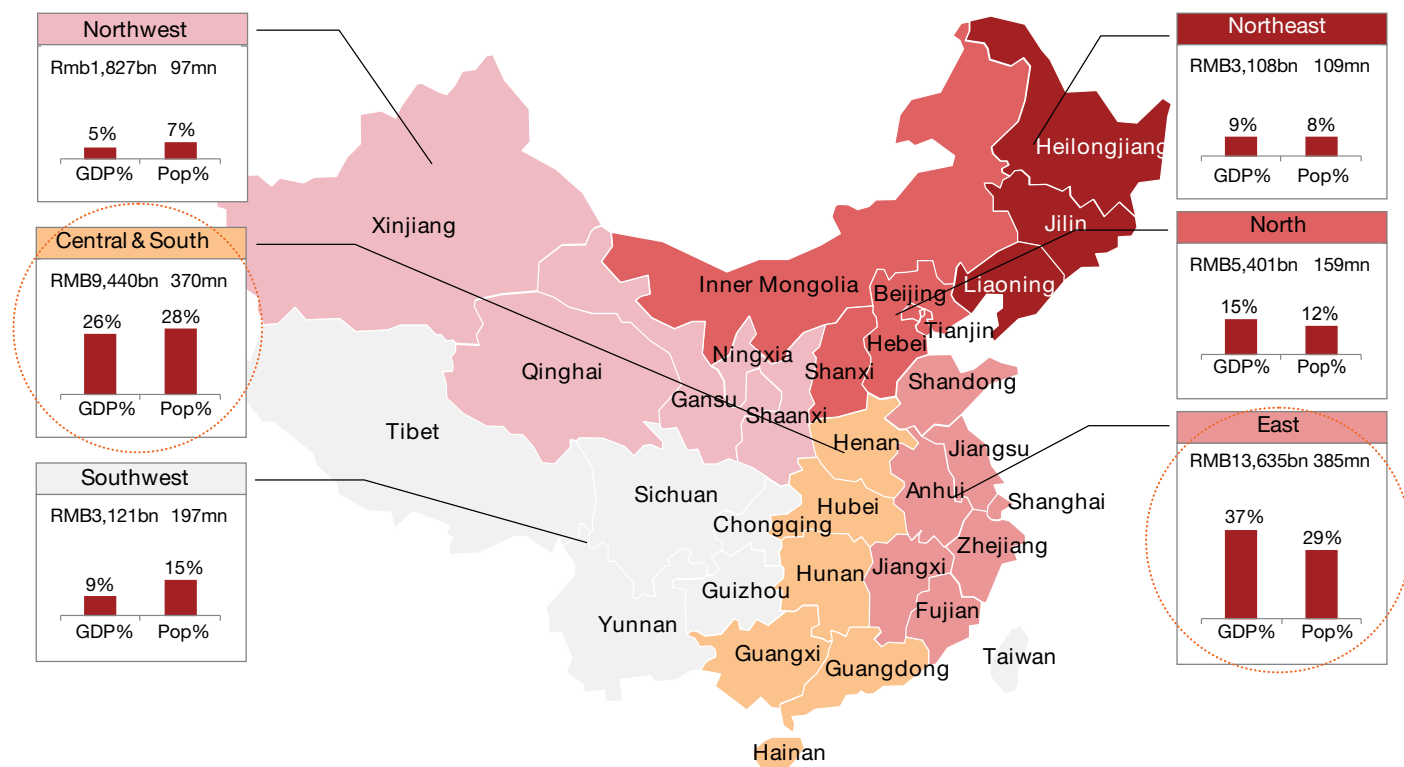 Northwest
Rmb1,827bn 97mn
5% 7%
GDP% Pop%
Central & South
RMB9,440bn 370mn
26% 28%
GDP% Pop%
Southwest
RMB3,121bn 197mn
9% 15%
GDP% Pop%
Xinjiang
Inner Mongolia
Heilongjiang
Jilin
Liaoning
Beijing
Tianjin
Hebei
Ningxia
Shanxi
Qinghai
Gansu
Shaanxi
Shandong
Tibet
Henan
Jiangsu
Sichuan
Anhui
Shanghai
Hubei
Chongqing
Zhejiang
Hunan
Jiangxi
Guizhou
Fujian
Yunnan
Guangxi
Guangdong
Taiwan
Hainan
Northeast
RMB3,108bn 109mn
9% 8%
GDP% Pop%
North
RMB5,401bn 159mn
15% 12%
GDP% Pop%
East
RMB13,635bn 385mn
37% 29%
GDP% Pop%